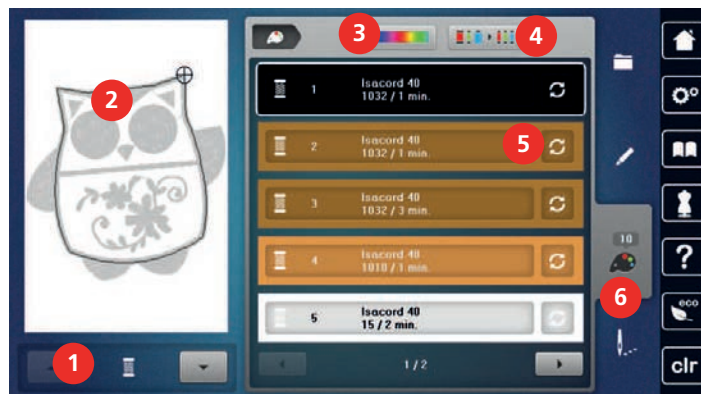 3
4
2
1
Isacord 40
1032 / 1 min.
2
Isacord 40
1032 / 1 min.
5
3
Isacord 40
1032 / 3 min.
4
Isacord 40
1010 / 1 min.
5
Isacord 40
15 / 2 min.
10
6
?
eco
1
1/2
clr